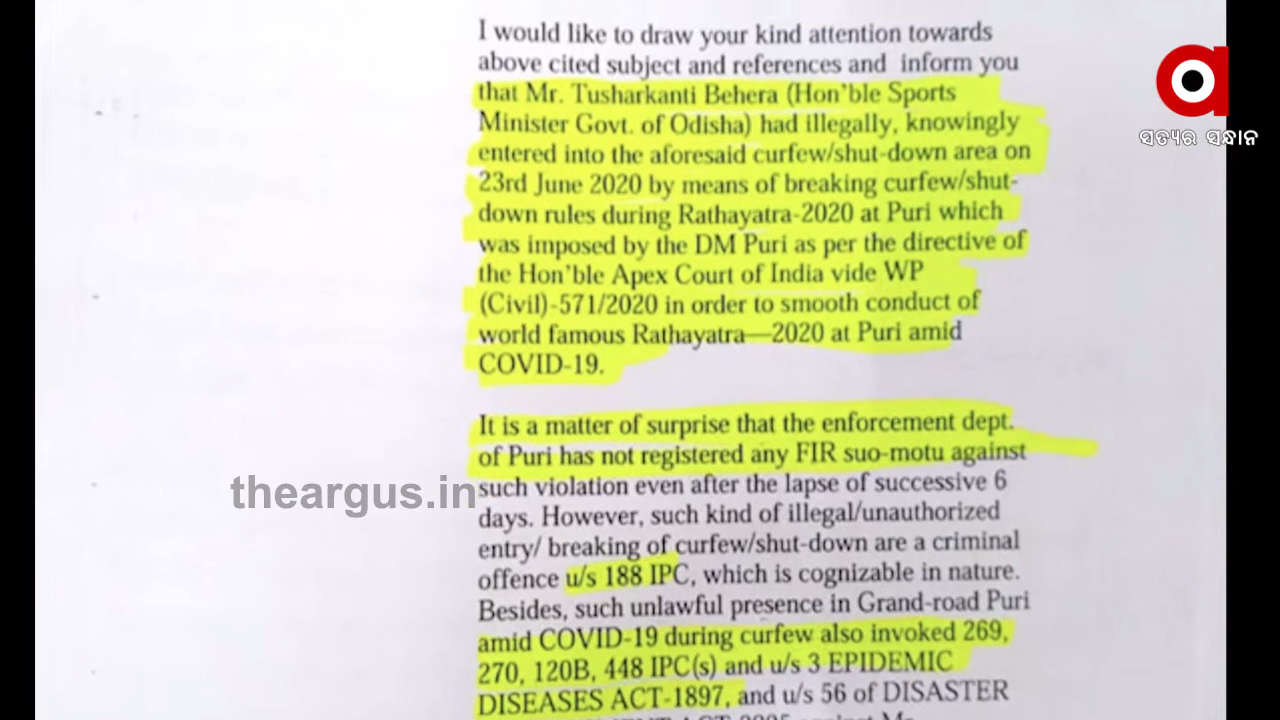 I would like to draw your kind attention towards
above cited subject and references and inform you
that Mr. Tusharkanti Behera (Hon'ble Sports
Minister Govt. of Odisha) had illegally, knowingly
entered into the aforesaid curfew/shut-down area on
23rd June 2020 by means of breaking curfew/shut-
down rules during Rathayatra-2020 at Puri which
was imposed by the DM Puri as per the directive of
the Hon'ble Apex Court of India vide WP
(Civil)-571/2020 in order to smooth conduct of
world famous Rathayatra—2020 at Puri amid
COVID-19.
It is a matter of surprise that the enforcement dept.
of Puri has not registered any FIR suo-motu against
such violation even after the lapse of successive 6
days. However, such kind of illegal/unauthorized
entry/ breaking of curfew/shut-down are a criminal
offence u/s 188 IPC, which is cognizable in nature.
Besides, such unlawful presence in Grand-road Puri
amid COVID-19 during curfew also invoked 269,
270, 120B, 448 IPC(s) and u/s 3 EPIDEMIC
DISEASES ACT-1897, and u/s 56 of DISASTER
ସତ୍ୟର ସନ୍ଧାନ
theargus.in